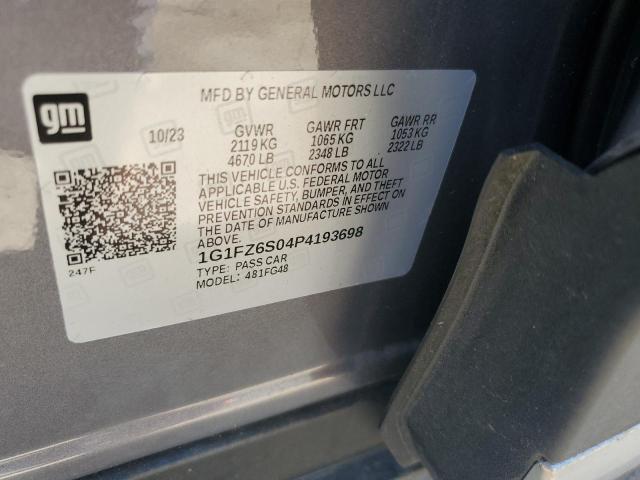 gm
MFD BY GENERAL MOTORS LLC
10/23 GVWR GAWR FRT GAWR RR
2119 KG 1065 KG 1053 KG
4670 LB 2348 LB 2322 LB
THIS VEHICLE CONFORMS TO ALL
APPLICABLE U.S. FEDERAL MOTOR
VEHICLE SAFETY, BUMPER, AND THEFT
PREVENTION STANDARDS IN EFFECT ON
THE DATE OF MANUFACTURE SHOWN
ABOVE.
1G1FZ6S04P4193698
TYPE: PASS CAR
MODEL: 481FG48
247F